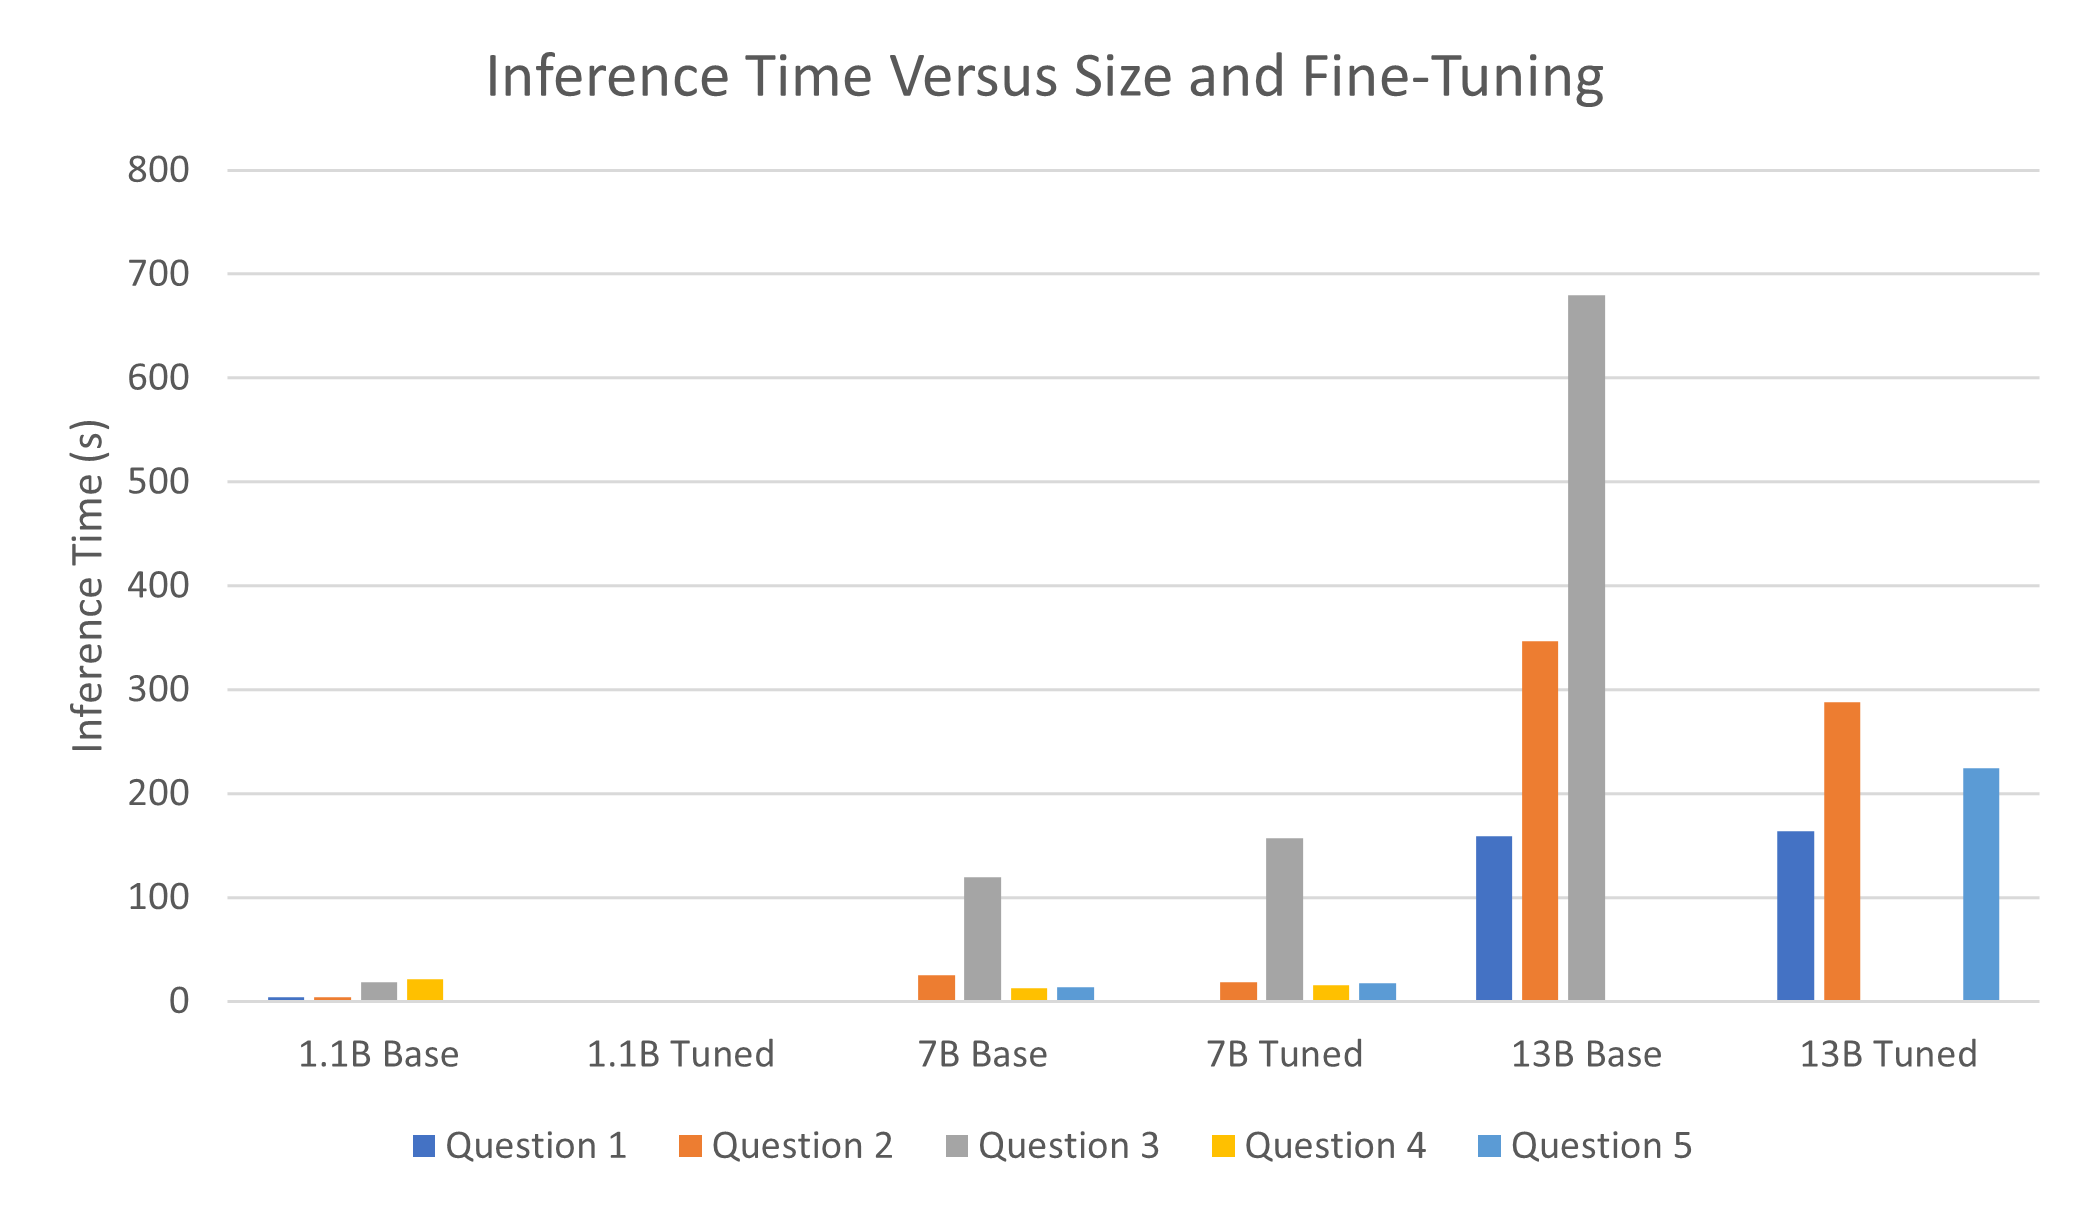 Inference Time Versus Size and Fine-Tuning
800
700
600
500
400
300
200
100
0
Inference Time (s)
1.1B Base 1.1B Tuned 7B Base 7B Tuned 13B Base 13B Tuned
Question 1 Question 2 Question 3 Question 4 Question 5